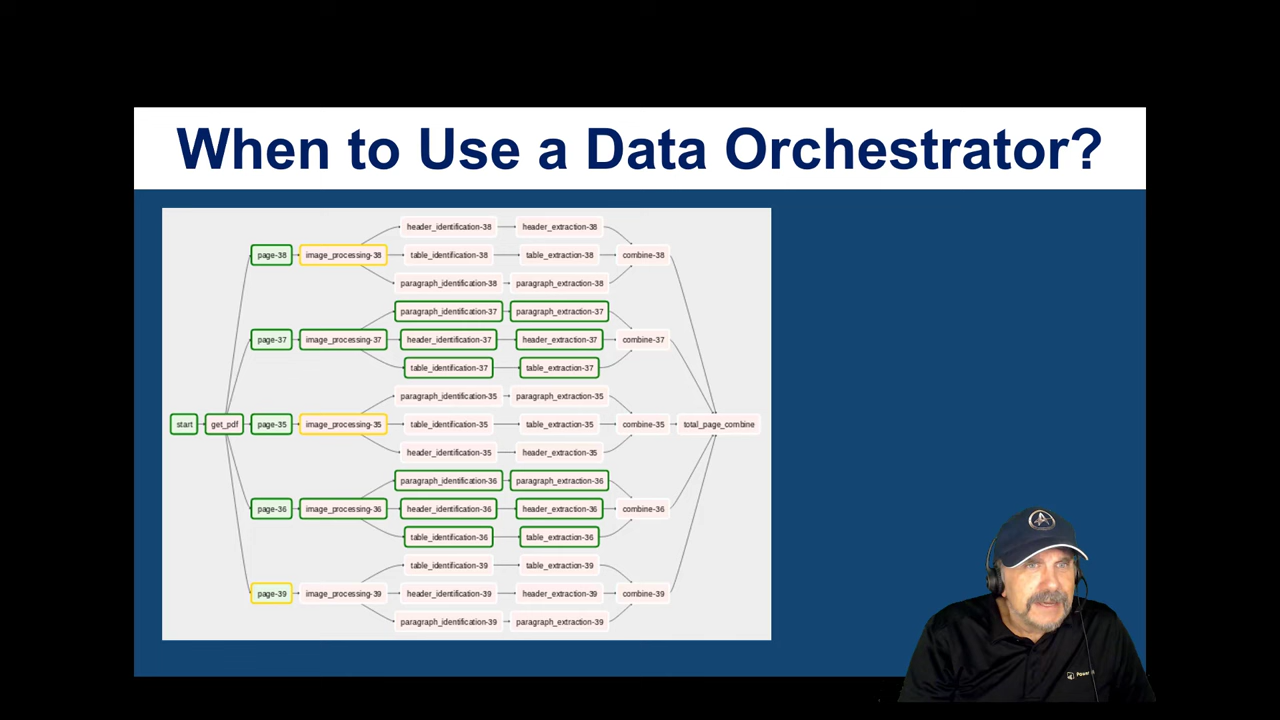 When to Use a Data Orchestrator?
header_identification-38
header_extraction-38
page-38
image_processing-38
table_identification-38
table_extraction-38
combine-38
paragraph_identification-38
paragraph_extraction-38
paragraph_identification-37
paragraph_extraction-37
page-37
image_processing-37
header_identification-37
header_extraction-37
combine-37
table_identification-37
table_extraction-37
paragraph_identification-35
paragraph_extraction-35
start
get_pdf
page-35
image_processing-35
table_identification-35
table_extraction-35
combine-35
total_page_combine
header_identification-35
header_extraction-35
paragraph_identification-36
paragraph_extraction-36
page-36
image_processing-36
header_identification-36
header_extraction-36
combine-36
table_identification-36
table_extraction-36
table_identification-39
table_extraction-39
page-39
image_processing-39
header_identification-39
header_extraction-39
combine-39
paragraph_identification-39
paragraph_extraction-39